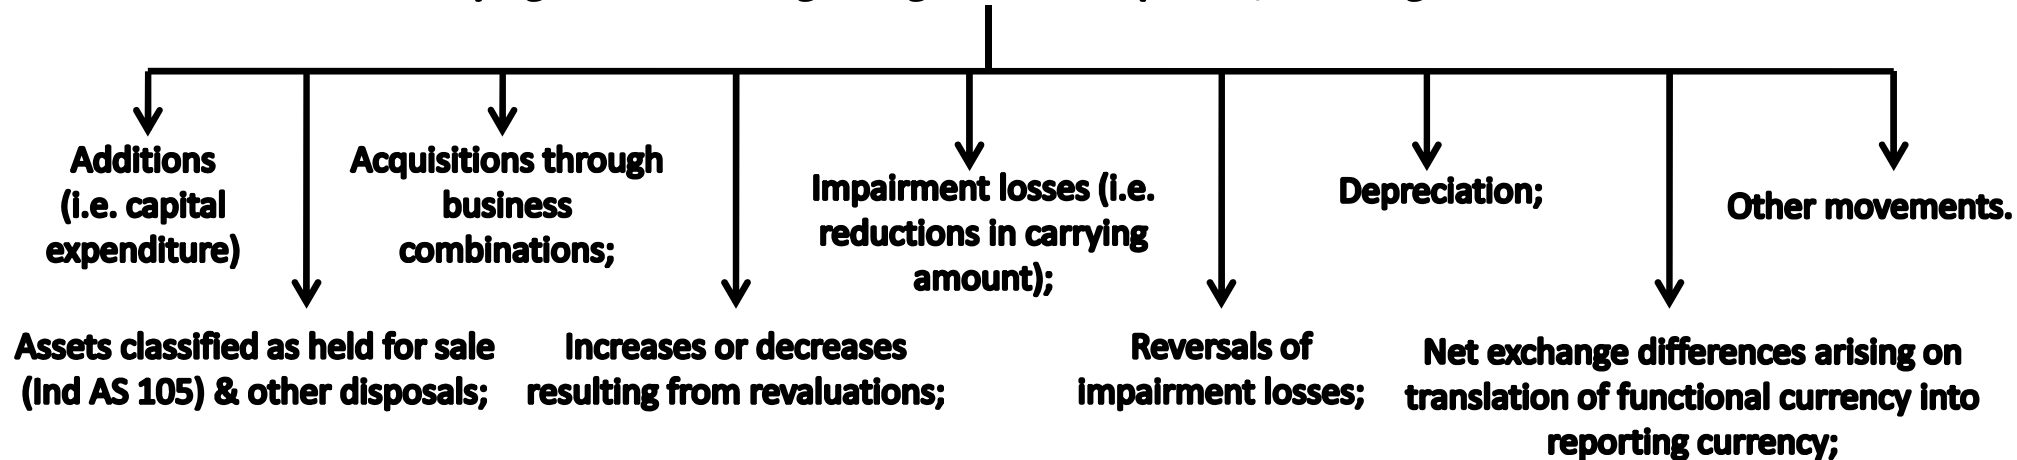 Additions
(i.e. capital
expenditure)
Assets classified as held for sale
(Ind AS 105) & other disposals;
Acquisitions through
business
combinations;
Increases or decreases
resulting from revaluations;
Impairment losses (i.e.
reductions in carrying
amount);
Reversals of
impairment losses;
Depreciation;
Net exchange differences arising on
translation of functional currency into
reporting currency;
Other movements.